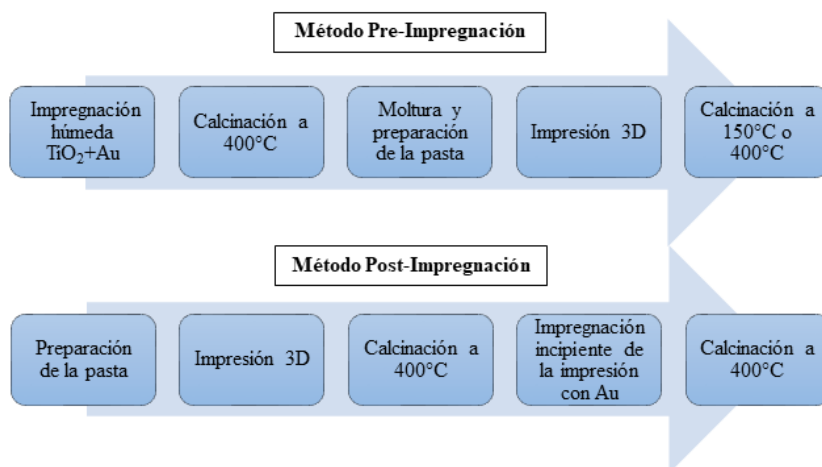 Método Pre-Impregnación
Impregnación
húmeda
TiO₂+Au
Calcinación a
400°C
Moltura y
preparación
de la pasta
Impresión 3D
Calcinación a
150°C o
400°C
Método Post-Impregnación
Preparación
de la pasta
Impresión 3D
Calcinación a
400°C
Impregnación
incipiente de
la impresión
con Au
Calcinación a
400°C